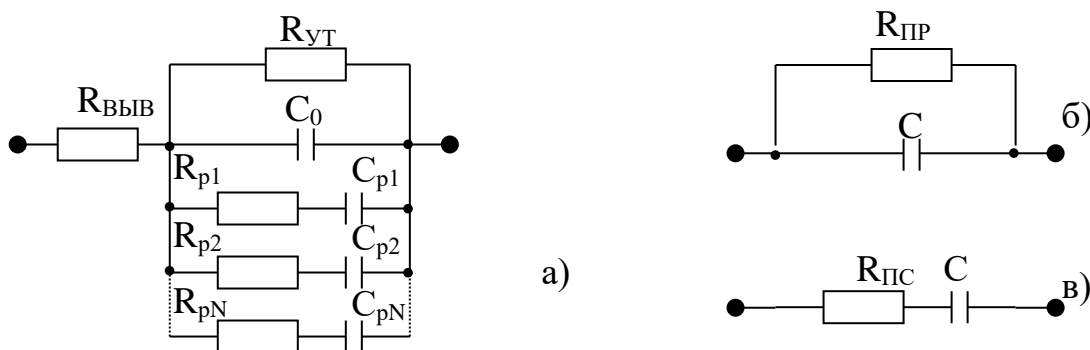 R_УТ
R_ВЫВ
C_0
R_p1
C_p1
R_p2
C_p2
R_pN
C_pN
а)
R_ПР
C
б)
R_ПС
C
в)